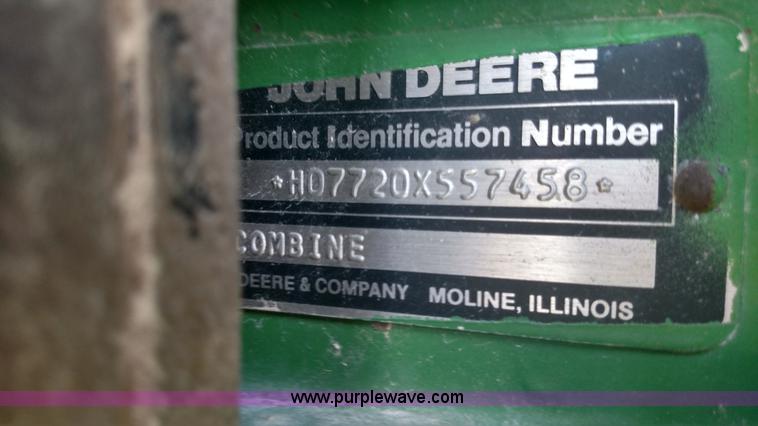 JOHN DEERE
Product Identification Number
*H07720X557458*
COMBINE
DEERE & COMPANY MOLINE, ILLINOIS
www.purplewave.com